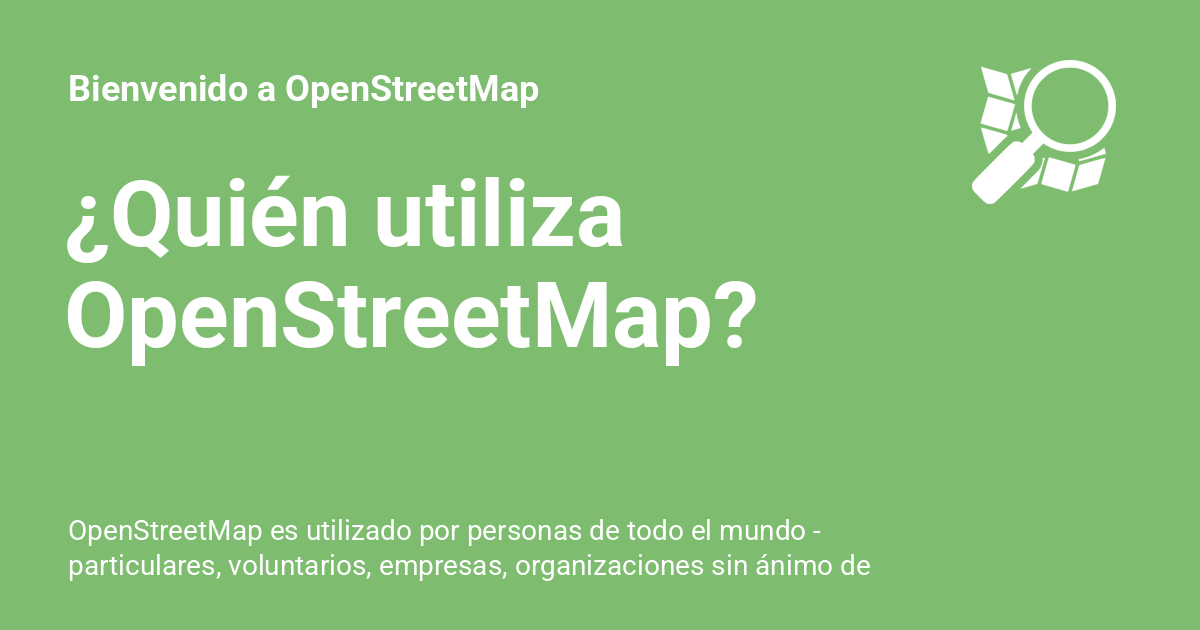 Bienvenido a OpenStreetMap
¿Quién utiliza
OpenStreetMap?
OpenStreetMap es utilizado por personas de todo el mundo -
particulares, voluntarios, empresas, organizaciones sin ánimo de